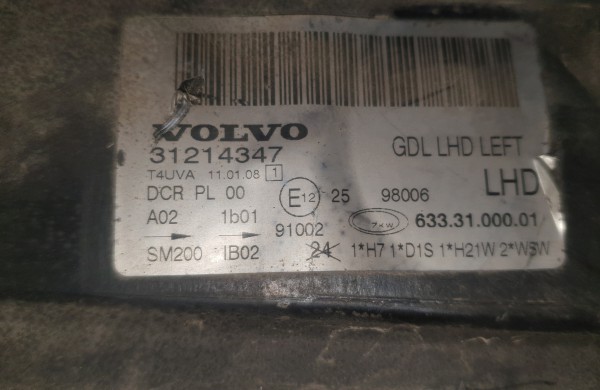 VOLVO
31214347 GDL LHD LEFT
T4UVA 11.01.08 1 LHD
DCR PL 00 E12 25 98006
A02 1b01 91002 633.31.000.01
SM200 IB02 24 1*H7 1*D1S 1*H21W 2*W5W